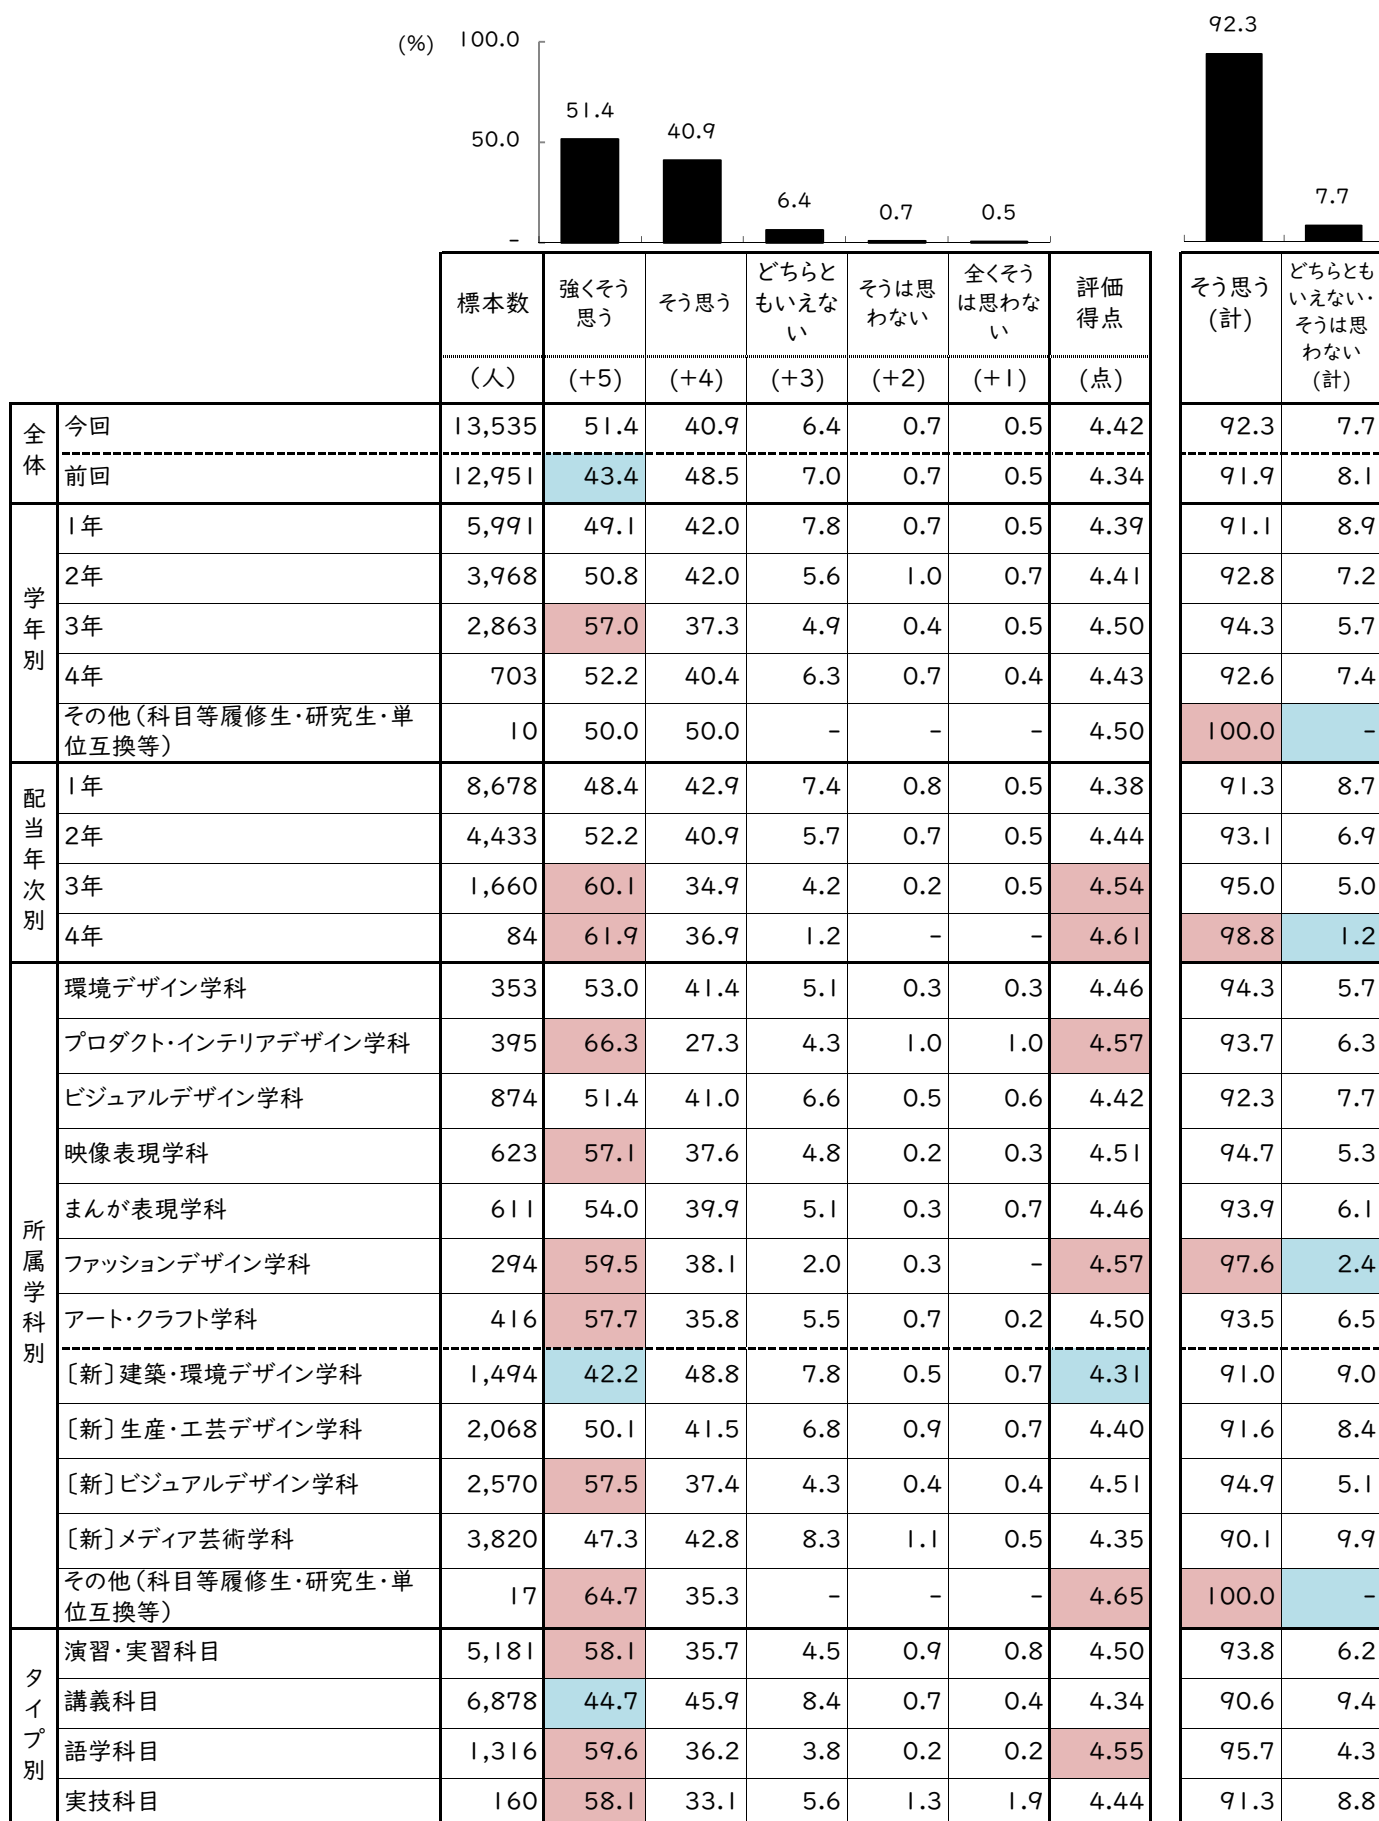 92.3
(%) 100.0
51.4
50.0
40.9
6.4
0.7
0.5
7.7
-
標本数 強くそう思う そう思う どちらともいえない そうは思わない 全くそうは思わない 評価得点 そう思う(計) どちらともいえない・そうは思わない(計)
(人) (+5) (+4) (+3) (+2) (+1) (点)
全体
今回 13,535 51.4 40.9 6.4 0.7 0.5 4.42 92.3 7.7
前回 12,951 43.4 48.5 7.0 0.7 0.5 4.34 91.9 8.1
学年別
1年 5,991 49.1 42.0 7.8 0.7 0.5 4.39 91.1 8.9
2年 3,968 50.8 42.0 5.6 1.0 0.7 4.41 92.8 7.2
3年 2,863 57.0 37.3 4.9 0.4 0.5 4.50 94.3 5.7
4年 703 52.2 40.4 6.3 0.7 0.4 4.43 92.6 7.4
その他(科目等履修生・研究生・単位互換等) 10 50.0 50.0 - - - 4.50 100.0 -
配当年次別
1年 8,678 48.4 42.9 7.4 0.8 0.5 4.38 91.3 8.7
2年 4,433 52.2 40.9 5.7 0.7 0.5 4.44 93.1 6.9
3年 1,660 60.1 34.9 4.2 0.2 0.5 4.54 95.0 5.0
4年 84 61.9 36.9 1.2 - - 4.61 98.8 1.2
所属学科別
環境デザイン学科 353 53.0 41.4 5.1 0.3 0.3 4.46 94.3 5.7
プロダクト・インテリアデザイン学科 395 66.3 27.3 4.3 1.0 1.0 4.57 93.7 6.3
ビジュアルデザイン学科 874 51.4 41.0 6.6 0.5 0.6 4.42 92.3 7.7
映像表現学科 623 57.1 37.6 4.8 0.2 0.3 4.51 94.7 5.3
まんが表現学科 611 54.0 39.9 5.1 0.3 0.7 4.46 93.9 6.1
ファッションデザイン学科 294 59.5 38.1 2.0 0.3 - 4.57 97.6 2.4
アート・クラフト学科 416 57.7 35.8 5.5 0.7 0.2 4.50 93.5 6.5
〔新〕建築・環境デザイン学科 1,494 42.2 48.8 7.8 0.5 0.7 4.31 91.0 9.0
〔新〕生産・工芸デザイン学科 2,068 50.1 41.5 6.8 0.9 0.7 4.40 91.6 8.4
〔新〕ビジュアルデザイン学科 2,570 57.5 37.4 4.3 0.4 0.4 4.51 94.9 5.1
〔新〕メディア芸術学科 3,820 47.3 42.8 8.3 1.1 0.5 4.35 90.1 9.9
その他(科目等履修生・研究生・単位互換等) 17 64.7 35.3 - - - 4.65 100.0 -
タイプ別
演習・実習科目 5,181 58.1 35.7 4.5 0.9 0.8 4.50 93.8 6.2
講義科目 6,878 44.7 45.9 8.4 0.7 0.4 4.34 90.6 9.4
語学科目 1,316 59.6 36.2 3.8 0.2 0.2 4.55 95.7 4.3
実技科目 160 58.1 33.1 5.6 1.3 1.9 4.44 91.3 8.8